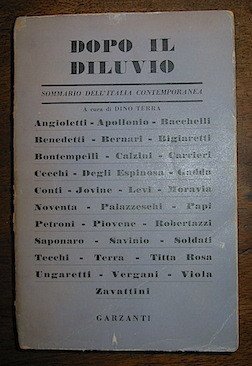 DOPO IL
DILUVIO
SOMMARIO DELL'ITALIA CONTEMPORANEA
A cura di DINO TERRA
Angioletti - Apollonio - Bacchelli
Benedetti - Bernari - Bigiaretti
Bontempelli - Calzini - Carrieri
Cecchi - Degli Espinosa - Gadda
Conti - Jovine - Levi - Moravia
Noventa - Palazzeschi - Papi
Petroni - Piovene - Robertazzi
Saponaro - Savinio - Soldati
Tecchi - Terra - Titta Rosa
Ungaretti - Vergani - Viola
Zavattini
GARZANTI